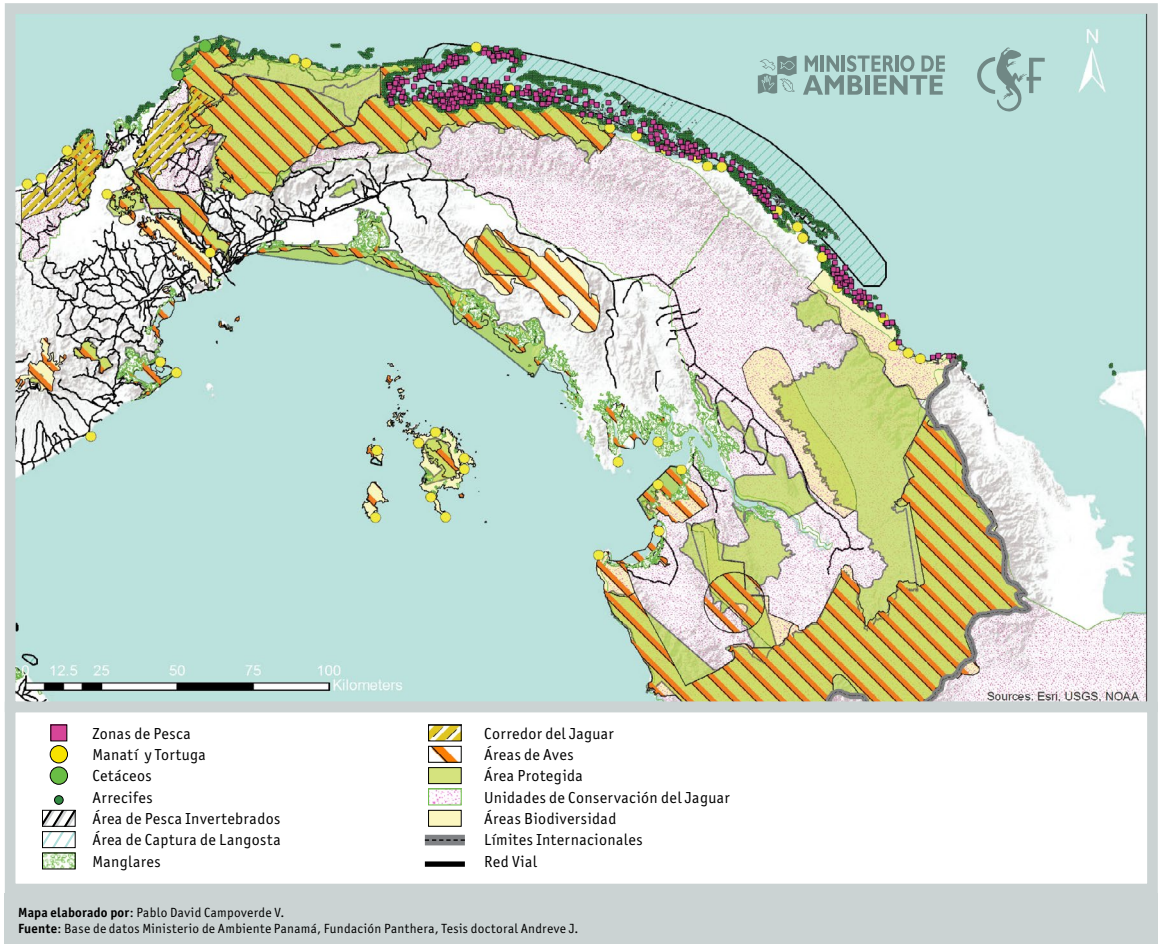 MINISTERIO DE
AMBIENTE
CSF
N
0 12.5 25 50 75 100
Kilometers
Sources: Esri, USGS, NOAA
Zonas de Pesca
Manatí y Tortuga
Cetáceos
Arrecifes
Área de Pesca Invertebrados
Área de Captura de Langosta
Manglares
Corredor del Jaguar
Áreas de Aves
Área Protegida
Unidades de Conservación del Jaguar
Áreas Biodiversidad
Límites Internacionales
Red Vial
Mapa elaborado por: Pablo David Campoverde V.
Fuente: Base de datos Ministerio de Ambiente Panamá, Fundación Panthera, Tesis doctoral Andreve J.